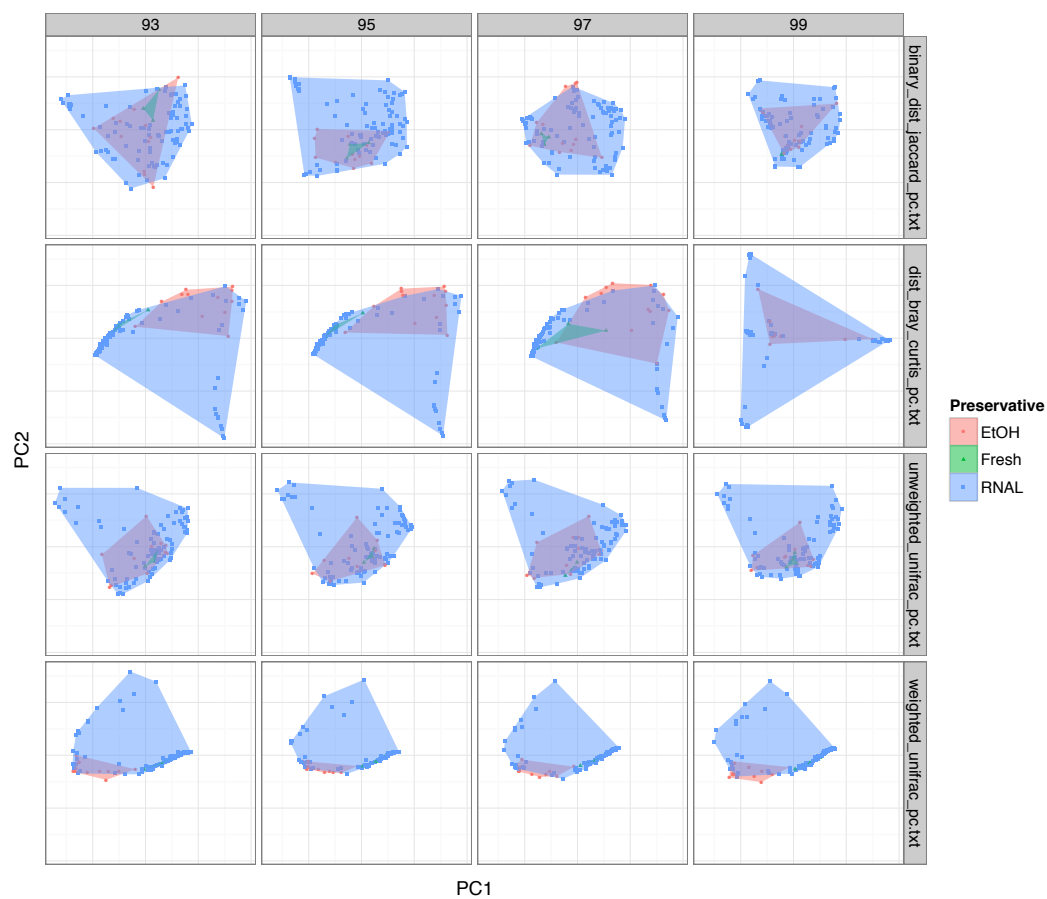 93
95
97
99
binary_dist_jaccard_pc.txt
dist_bray_curtis_pc.txt
unweighted_unifrac_pc.txt
weighted_unifrac_pc.txt
PC2
PC1
Preservative
EtOH
Fresh
RNAL